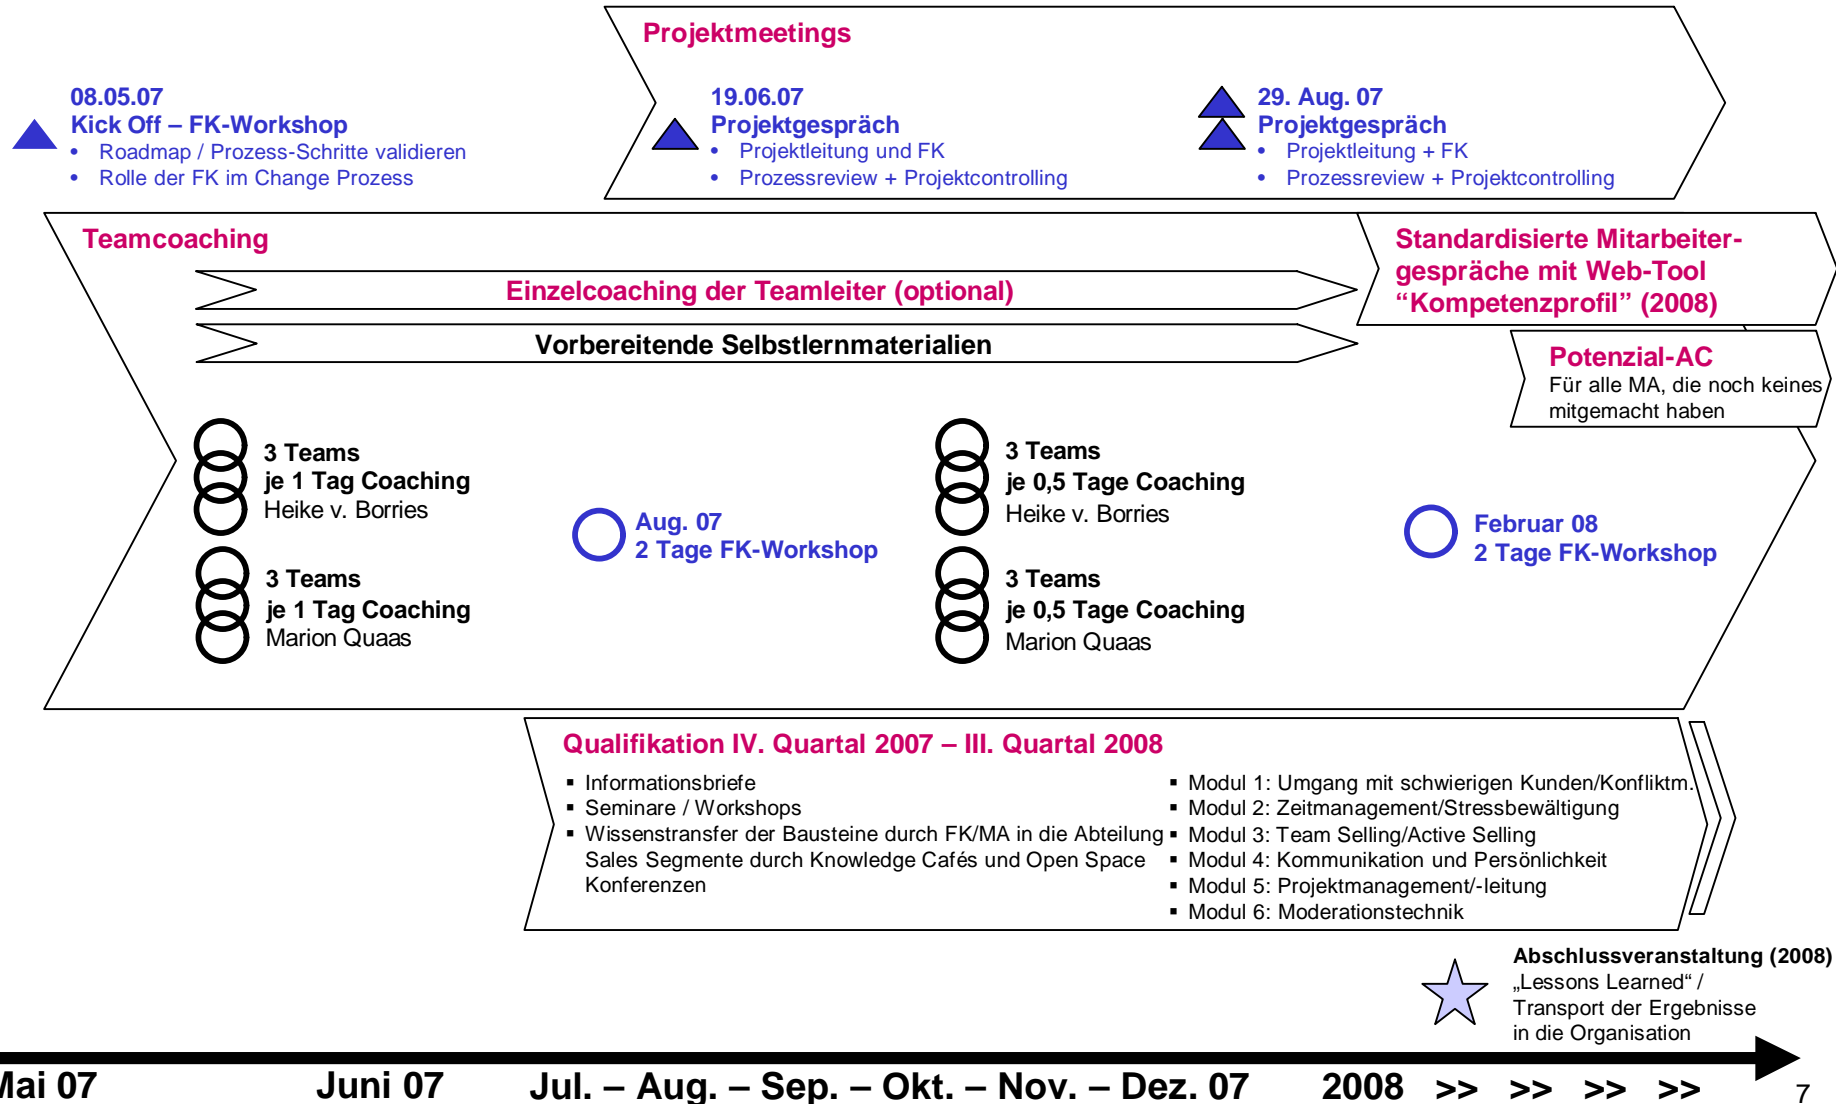 Projektmeetings
08.05.07
Kick Off – FK-Workshop
• Roadmap / Prozess-Schritte validieren
• Rolle der FK im Change Prozess
19.06.07
Projektgespräch
• Projektleitung und FK
• Prozessreview + Projektcontrolling
29. Aug. 07
Projektgespräch
• Projektleitung + FK
• Prozessreview + Projektcontrolling
Teamcoaching
Einzelcoaching der Teamleiter (optional)
Vorbereitende Selbstlernmaterialien
Standardisierte Mitarbeiter-
gespräche mit Web-Tool
“Kompetenzprofil” (2008)
Potenzial-AC
Für alle MA, die noch keines
mitgemacht haben
3 Teams
je 1 Tag Coaching
Heike v. Borries
3 Teams
je 1 Tag Coaching
Marion Quaas
Aug. 07
2 Tage FK-Workshop
3 Teams
je 0,5 Tage Coaching
Heike v. Borries
3 Teams
je 0,5 Tage Coaching
Marion Quaas
Februar 08
2 Tage FK-Workshop
Qualifikation IV. Quartal 2007 – III. Quartal 2008
▪ Informationsbriefe
▪ Seminare / Workshops
▪ Wissenstransfer der Bausteine durch FK/MA in die Abteilung
Sales Segmente durch Knowledge Cafés und Open Space
Konferenzen
▪ Modul 1: Umgang mit schwierigen Kunden/Konfliktm.
▪ Modul 2: Zeitmanagement/Stressbewältigung
▪ Modul 3: Team Selling/Active Selling
▪ Modul 4: Kommunikation und Persönlichkeit
▪ Modul 5: Projektmanagement/-leitung
▪ Modul 6: Moderationstechnik
Abschlussveranstaltung (2008)
„Lessons Learned“ /
Transport der Ergebnisse
in die Organisation
Mai 07 Juni 07 Jul. – Aug. – Sep. – Okt. – Nov. – Dez. 07 2008 >> >> >> >>
7